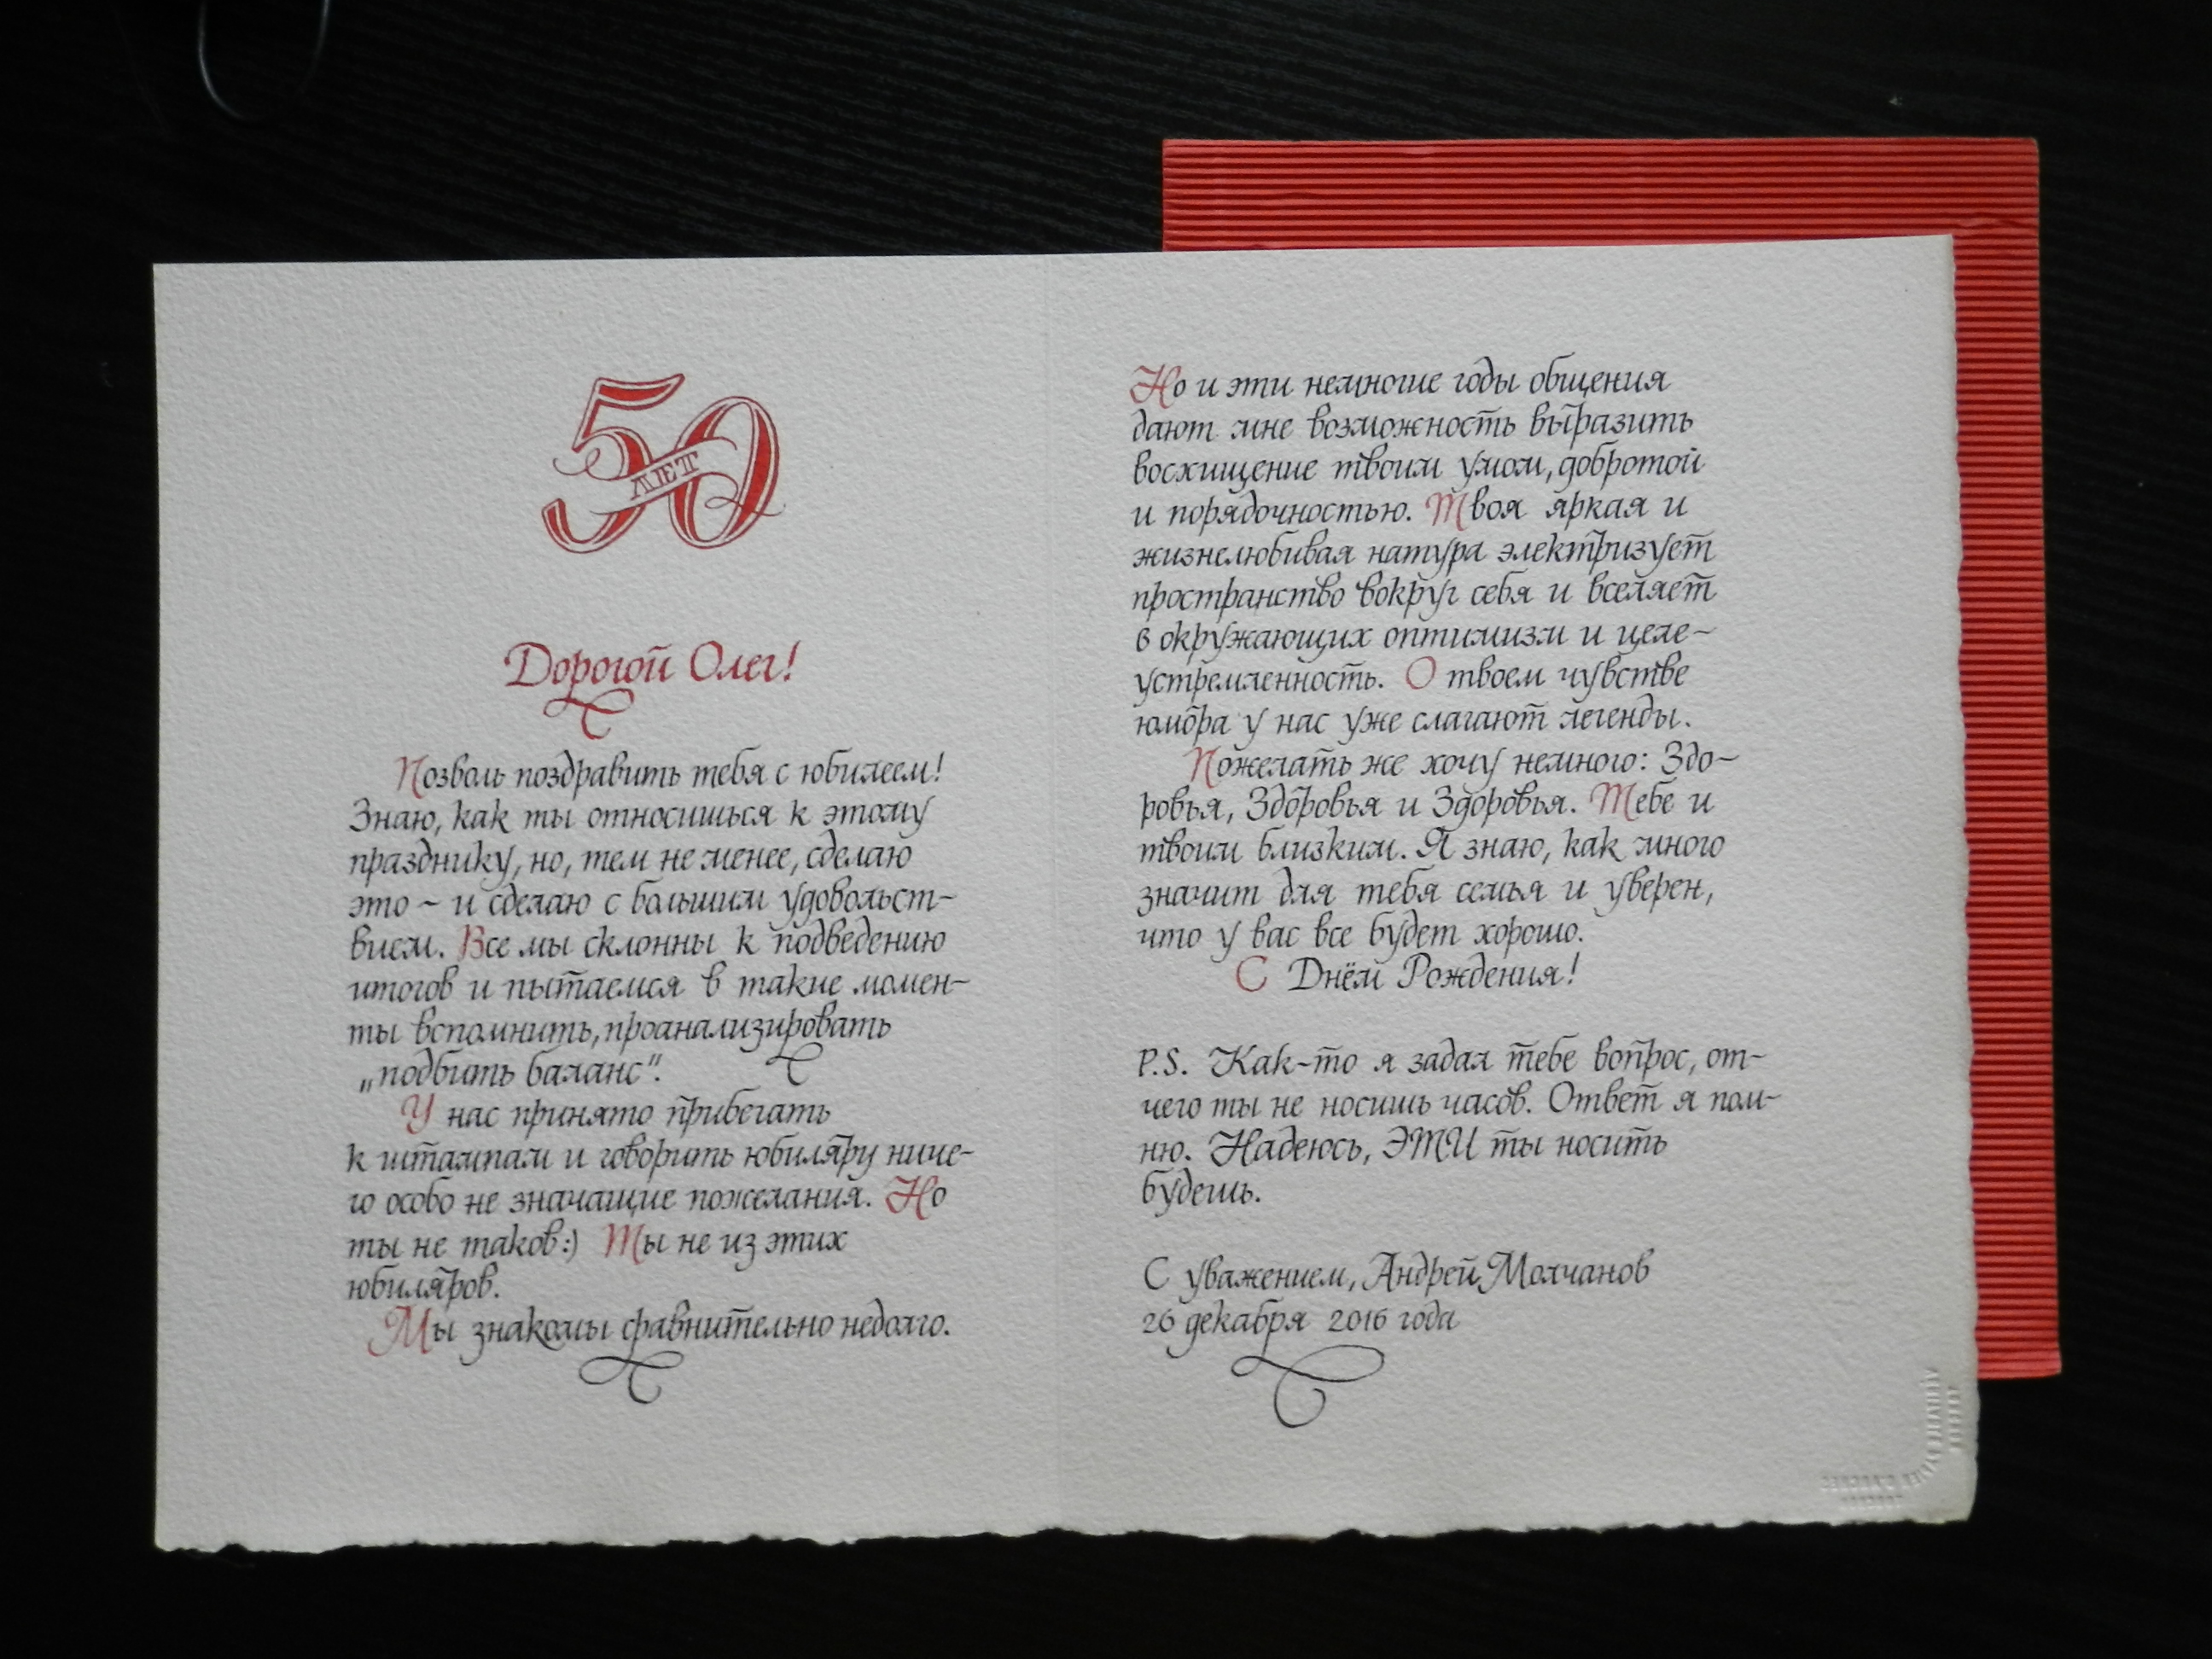 50
ЛЕТ
Дорогой Олег!
Позволь поздравить тебя с юбилеем!
Знаю, как ты относишься к этому
празднику, но, тем не менее, сделаю
это ~ и сделаю с большим удовольст-
вием. Все мы склонны к подведению
итогов и пытаемся в такие момен-
ты вспомнить, проанализировать
„подбить баланс".
У нас принято прибегать
к штампам и говорить юбиляру ниче-
го особо не значащие пожелания. Но
ты не таков:) Ты не из этих
юбиляров.
Мы знакомы сравнительно недолго.
Но и эти немногие годы общения
дают мне возможность выразить
восхищение твоим умом, добротой
и порядочностью. Твоя яркая и
жизнелюбивая натура электризует
пространство вокруг себя и вселяет
в окружающих оптимизм и целе-
устремленность. О твоем чувстве
юмора у нас уже слагают легенды.
Пожелать же хочу немного: Здо-
ровья, Здоровья и Здоровья. Тебе и
твоим близким. Я знаю, как много
значит для тебя семья и уверен,
что у вас все будет хорошо.
С Днём Рождения!
P.S. Как-то я задал тебе вопрос, от-
чего ты не носишь часов. Ответ я пом-
ню. Надеюсь, ЭТИ ты носить
будешь.
С уважением, Андрей Молчанов
26 декабря 2016 года